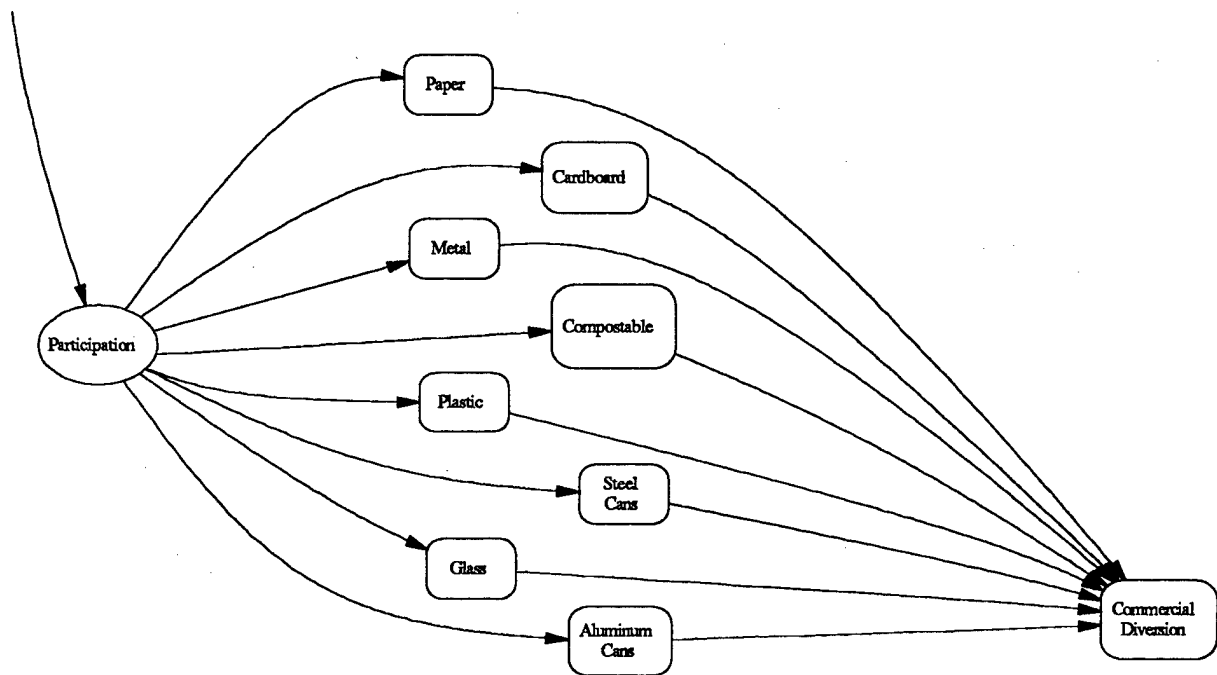 Paper
Cardboard
Metal
Compostable
Participation
Plastic
Steel
Cans
Glass
Aluminum
Cans
Commercial
Diversion